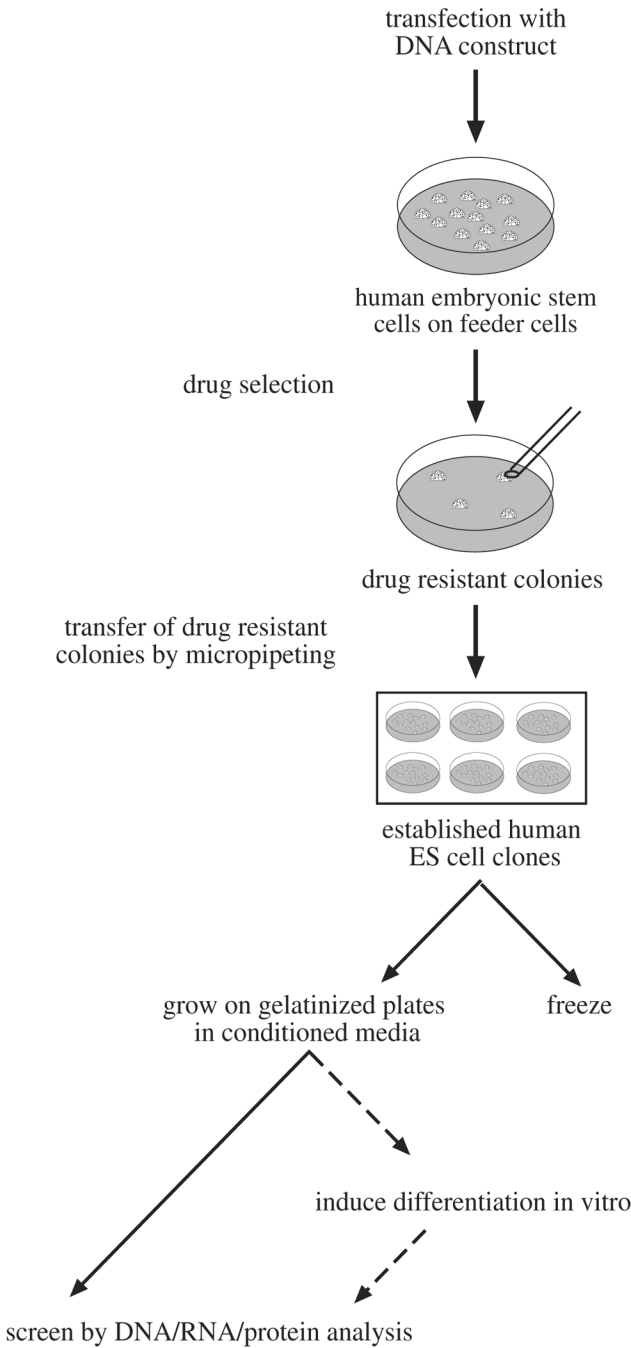 transfection with
DNA construct
human embryonic stem
cells on feeder cells
drug selection
drug resistant colonies
transfer of drug resistant
colonies by micropipeting
established human
ES cell clones
grow on gelatinized plates
in conditioned media
freeze
induce differentiation in vitro
screen by DNA/RNA/protein analysis